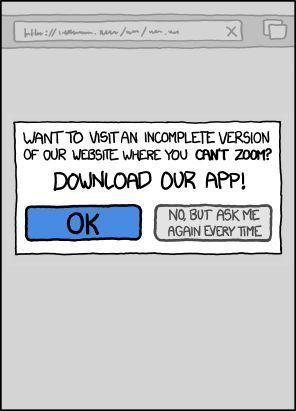 WANT TO VISIT AN INCOMPLETE VERSION
OF OUR WEBSITE WHERE YOU CAN'T ZOOM?
DOWNLOAD OUR APP!
OK
NO, BUT ASK ME
AGAIN EVERY TIME